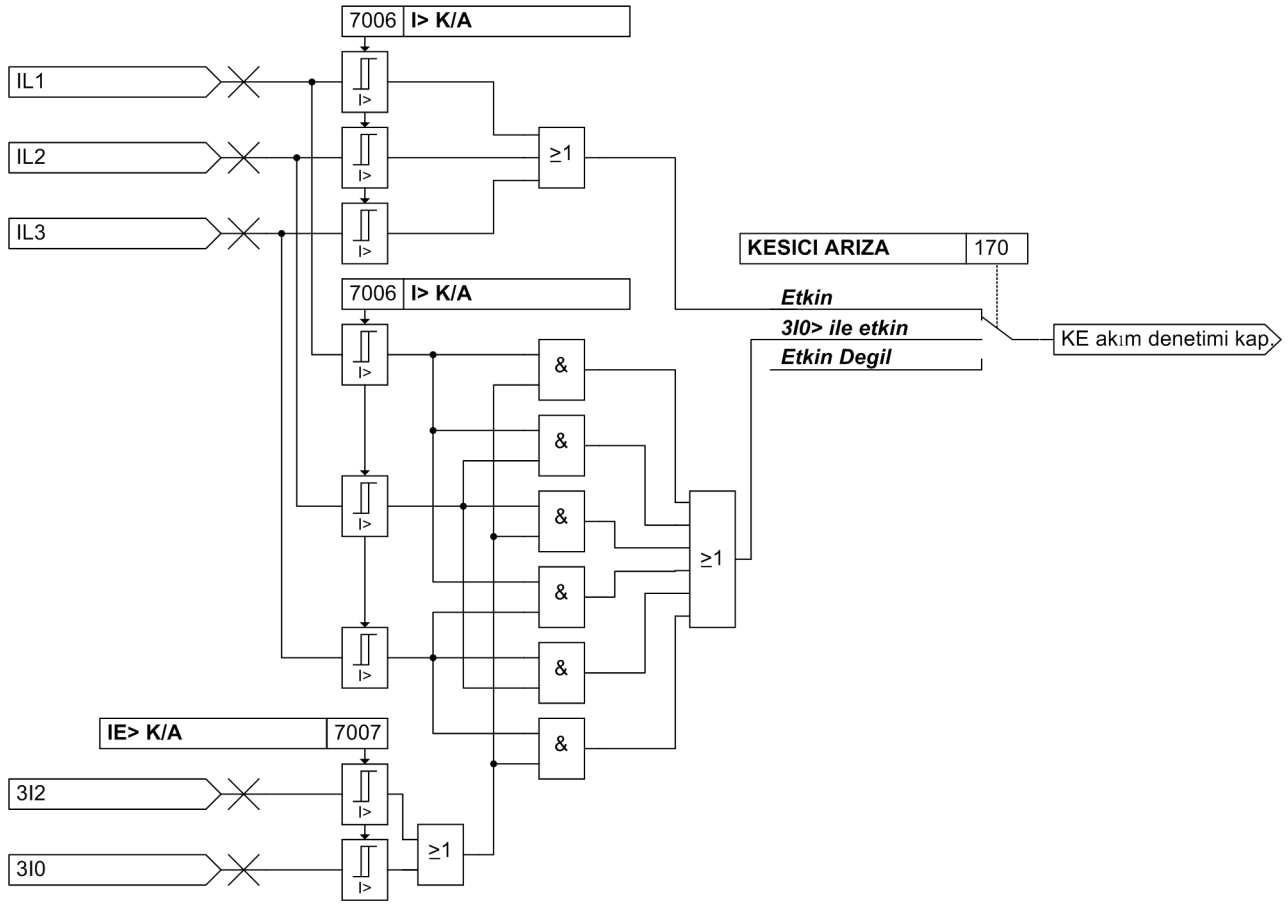 7006 I> K/A
IL1
I>
IL2
I>
≥1
IL3
I>
KESICI ARIZA 170
7006 I> K/A
Etkin
3I0> ile etkin
KE akım denetimi kap.
Etkin Degil
I>
&
&
I>
&
≥1
&
I>
&
IE> K/A 7007
&
3I2
I>
≥1
3I0
I>